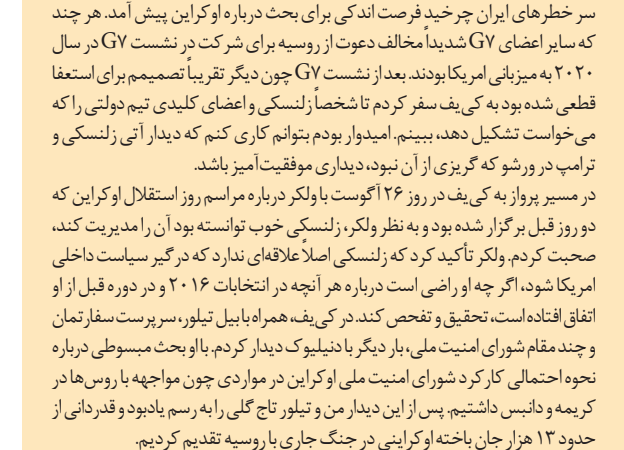 سر خطرهای ایران چرخید فرصت اندکی برای بحث درباره اوکراین پیش آمد. هر چند
که سایر اعضای G۷ شدیداً مخالف دعوت از روسیه برای شرکت در نشست G۷ در سال
۲۰۲۰ به میزبانی امریکا بودند. بعد از نشست G۷ چون دیگر تقریباً تصمیمم برای استعفا
قطعی شده بود به کی‌یف سفر کردم تا شخصاً زلنسکی و اعضای کلیدی تیم دولتی را که
می‌خواست تشکیل دهد، ببینم. امیدوار بودم بتوانم کاری کنم که دیدار آتی زلنسکی و
ترامپ در ورشو که گریزی از آن نبود، دیداری موفقیت‌آمیز باشد.
در مسیر پرواز به کی‌یف در روز ۲۶ آگوست با ولکر درباره مراسم روز استقلال اوکراین که
دو روز قبل برگزار شده بود و به نظر ولکر، زلنسکی خوب توانسته بود آن را مدیریت کند،
صحبت کردم. ولکر تأکید کرد که زلنسکی اصلاً علاقه‌ای ندارد که درگیر سیاست داخلی
امریکا شود، اگر چه او راضی است درباره هر آنچه در انتخابات ۲۰۱۶ و در دوره قبل از او
اتفاق افتاده است، تحقیق و تفحص کند. در کی‌یف، همراه با بیل تیلور، سرپرست سفارتمان
و چند مقام شورای امنیت ملی، بار دیگر با دنیلیوک دیدار کردم. با او بحث مبسوطی درباره
نحوه احتمالی کارکرد شورای امنیت ملی اوکراین در مواردی چون مواجهه با روس‌ها در
کریمه و دانبس داشتیم. پس از این دیدار من و تیلور تاج گلی را به رسم یادبود و قدردانی از
حدود ۱۳ هزار جان باخته اوکراینی در جنگ جاری با روسیه تقدیم کردیم.